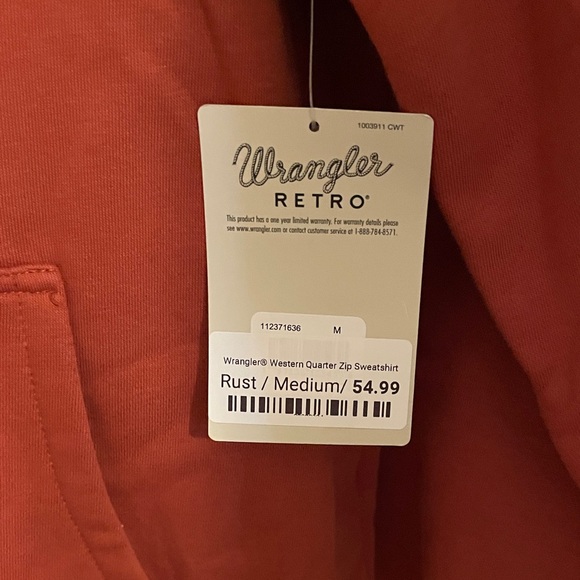 1003911 CWT
Wrangler
RETRO®
This product has a one year limited warranty. For warranty details please
see www.wrangler.com or contact customer service at 1-888-784-8571.
112371636 M
Wrangler® Western Quarter Zip Sweatshirt
Rust / Medium/ 54.99